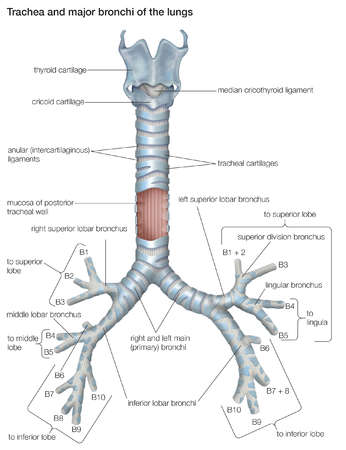 Trachea and major bronchi of the lungs
thyroid cartilage
median cricothyroid ligament
cricoid cartilage
anular (intercartilaginous)
ligaments
tracheal cartilages
mucosa of posterior
tracheal wall
left superior lobar bronchus
to superior lobe
right superior lobar bronchus
superior division bronchus
B1
B1 + 2
B3
to superior
lobe
B2
lingular bronchus
B3
B4
to
lingula
middle lobar bronchus
B5
to middle
lobe
B4
B5
right and left main
(primary) bronchi
B6
B6
B7
B10
inferior lobar bronchi
B7 + 8
B8
B9
B10
B9
to inferior lobe
to inferior lobe